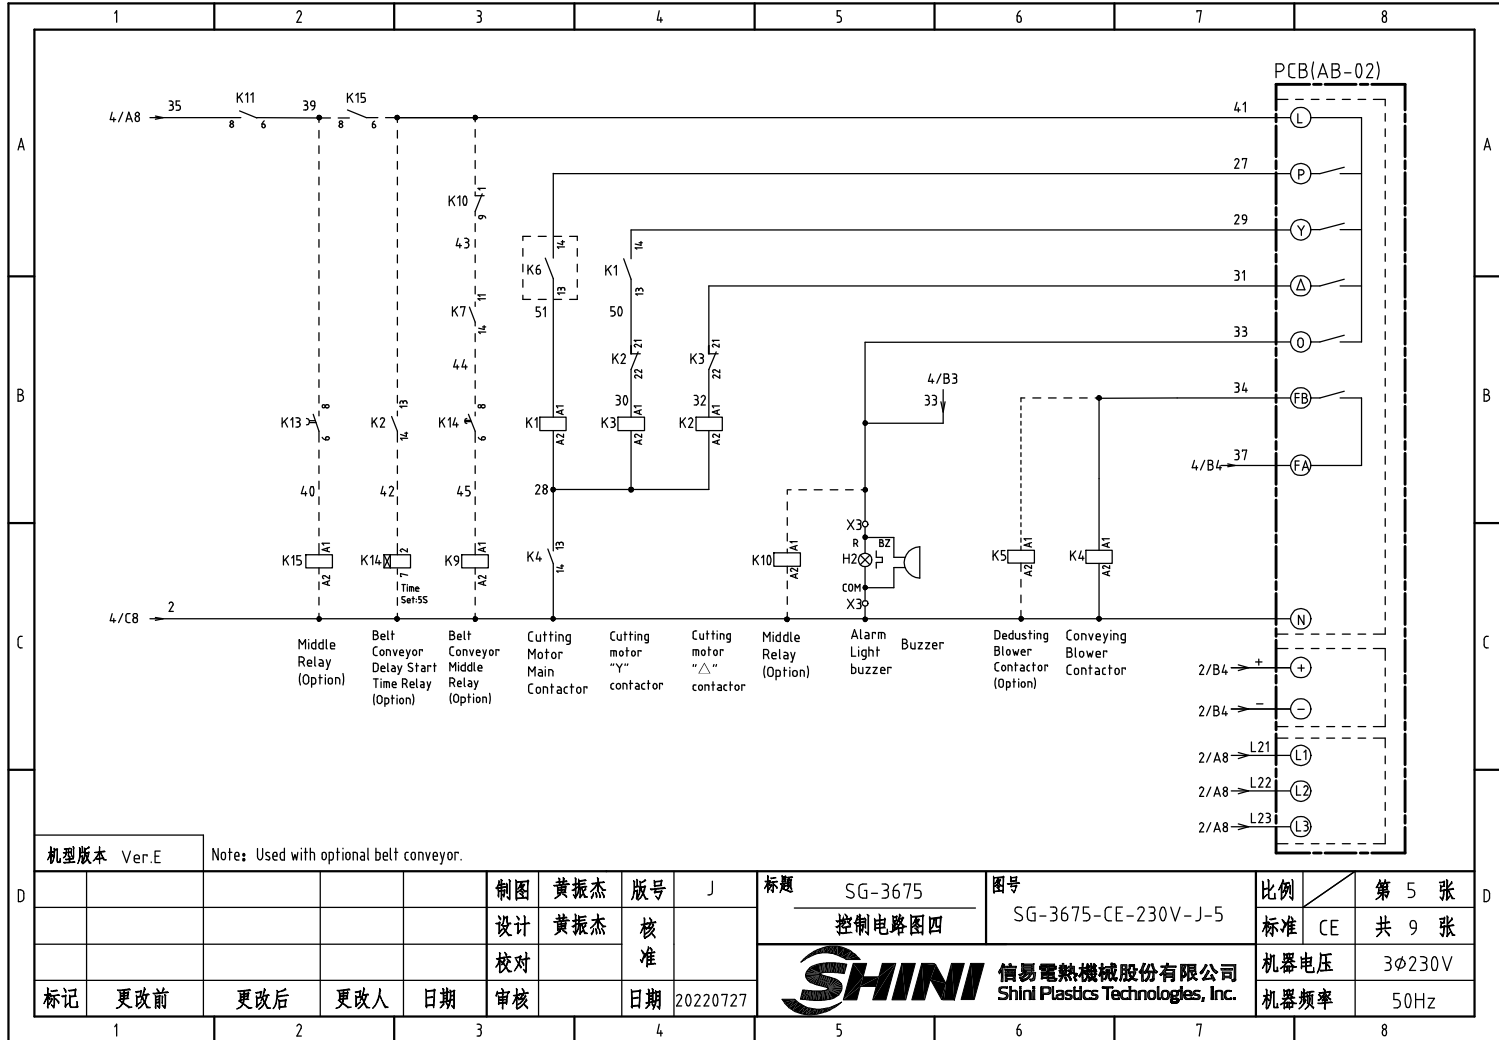 1 2 3 4 5 6 7 8
PCB(AB-02)
4/A8 35 K11 39 K15 41 L
8 6 8 6
A A
27 P
K10 1
9
29 Y
43 14 14
K6 K1
13 13
31 Δ
K7 11 51 50
14
33 O
44 K2 21 K3 21
22 22
4/B3
B B
33
34 FB
30 32
K13 8 K2 13 K14 8 K1 A1 K3 A1 K2 A1
6 14 6 A2 A2 A2
4/B4 37 FA
40 42 45 28
X3
R BZ
K15 A1 K14 2 K9 A1 K4 13 K10 A1 H2 K5 A1 K4 A1
A2 7 A2 14 A2 A2 A2
Time
Set:5S
COM
X3
4/C8 2 N
C C
Middle
Relay
(Option)
Belt
Conveyor
Delay Start
Time Relay
(Option)
Belt
Conveyor
Middle
Relay
(Option)
Cutting
Motor
Main
Contactor
Cutting
motor
"Y"
contactor
Cutting
motor
"△"
contactor
Middle
Relay
(Option)
Alarm
Light
buzzer
Buzzer
Dedusting
Blower
Contactor
(Option)
Conveying
Blower
Contactor
2/B4 + +
2/B4 − −
2/A8 L21 L1
2/A8 L22 L2
2/A8 L23 L3
机型版本 Ver.E Note: Used with optional belt conveyor.
D D
制图 黄振杰 版号 J
设计 黄振杰 核准
校对
标记 更改前 更改后 更改人 日期 审核 日期 20220727
标题 SG-3675
控制电路图四
图号
SG-3675-CE-230V-J-5
SHINI 信易電熱機械股份有限公司
Shini Plastics Technologies, Inc.
比例 第 5 张
标准 CE 共 9 张
机器电压 3Φ230V
机器频率 50Hz
1 2 3 4 5 6 7 8